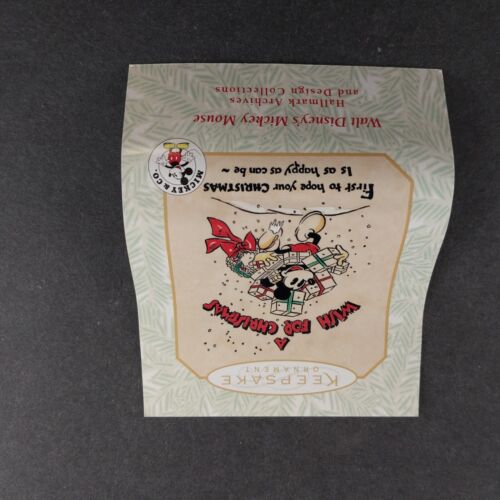 KEEPSAKE
ORNAMENT
A
WISH FOR CHRISTMAS
First to hope your CHRISTMAS
Is as happy as can be ~
MICKEY & CO.
Walt Disney's Mickey Mouse
Hallmark Archives
and Design Collections